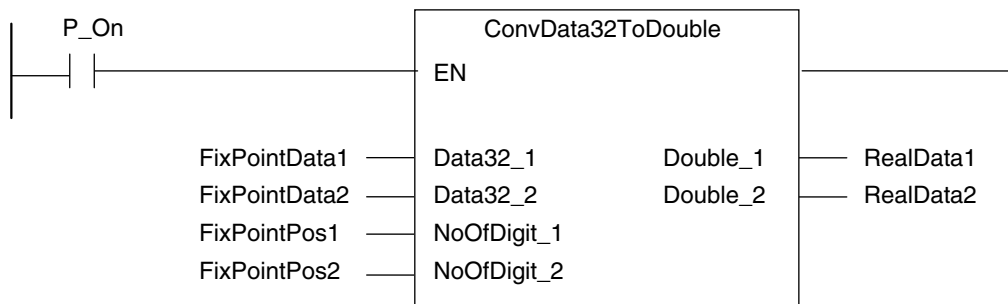 P_On
ConvData32ToDouble
EN
FixPointData1 Data32_1 Double_1 RealData1
FixPointData2 Data32_2 Double_2 RealData2
FixPointPos1 NoOfDigit_1
FixPointPos2 NoOfDigit_2